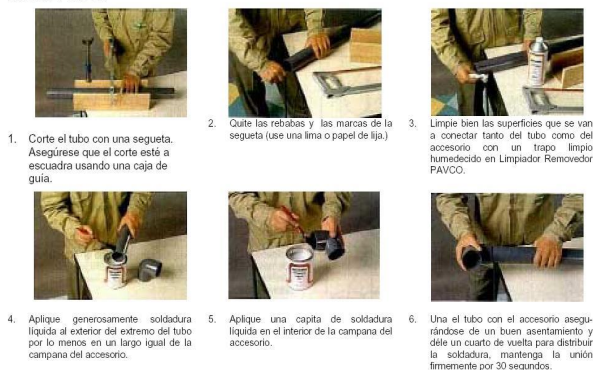 1. Corte el tubo con una segueta.
Asegúrese que el corte esté a
escuadra usando una caja de
guía.
2. Quite las rebabas y las marcas de la
segueta (use una lima o papel de lija.)
3. Limpie bien las superficies que se van
a conectar tanto del tubo como del
accesorio con un trapo limpio
humedecido en Limpiador Removedor
PAVCO.
4. Aplique generosamente soldadura
líquida al exterior del extremo del tubo
por lo menos en un largo igual de la
campana del accesorio.
5. Aplique una capita de soldadura
líquida en el interior de la campana del
accesorio.
6. Una el tubo con el accesorio asegu-
rándose de un buen asentamiento y
déle un cuarto de vuelta para distribuir
la soldadura, mantenga la unión
firmemente por 30 segundos.